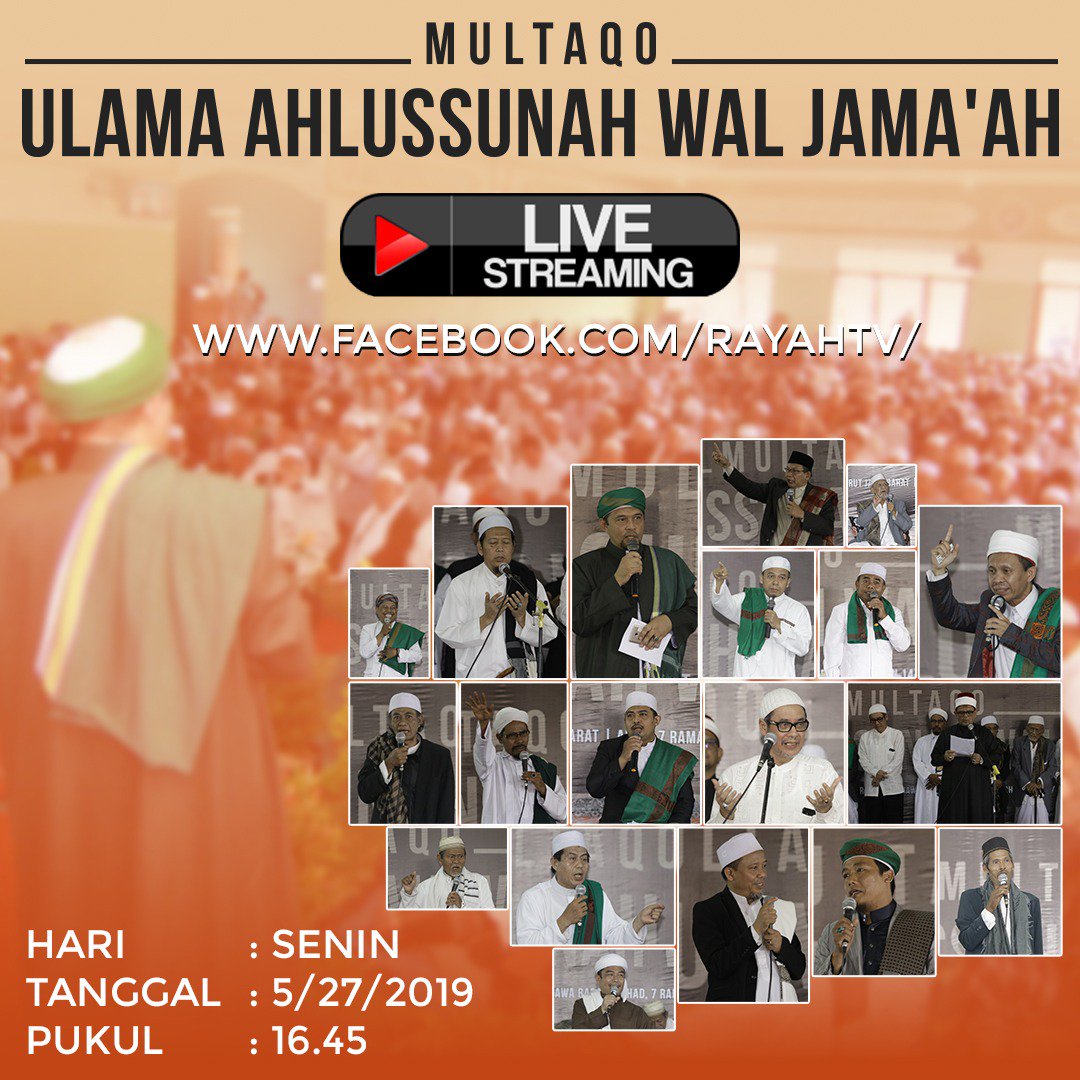 MULTAQO
ULAMA AHLUSSUNAH WAL JAMA'AH
LIVE
STREAMING
WWW.FACEBOOK.COM/RAYAHTV/
MULTAQO
HARI : SENIN
TANGGAL : 5/27/2019
PUKUL : 16.45